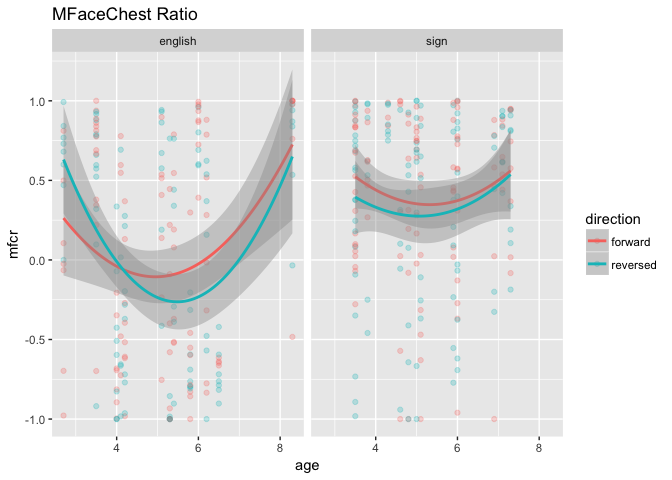 MFaceChest Ratio
english
sign
mfcr
1.0
0.5
0.0
-0.5
-1.0
4
6
8
4
6
8
age
direction
forward
reversed